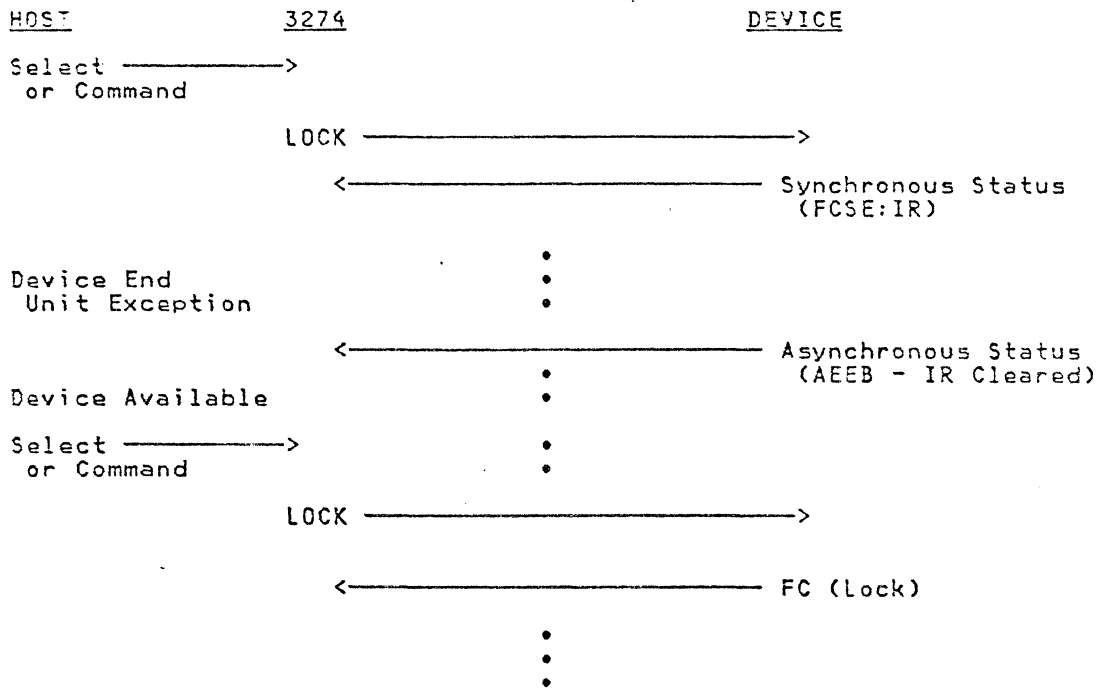 HOST 3274 DEVICE
Select
or Command
LOCK
Synchronous Status
(FCSE:IR)
Device End
Unit Exception
Asynchronous Status
(AEEB - IR Cleared)
Device Available
Select
or Command
LOCK
FC (Lock)